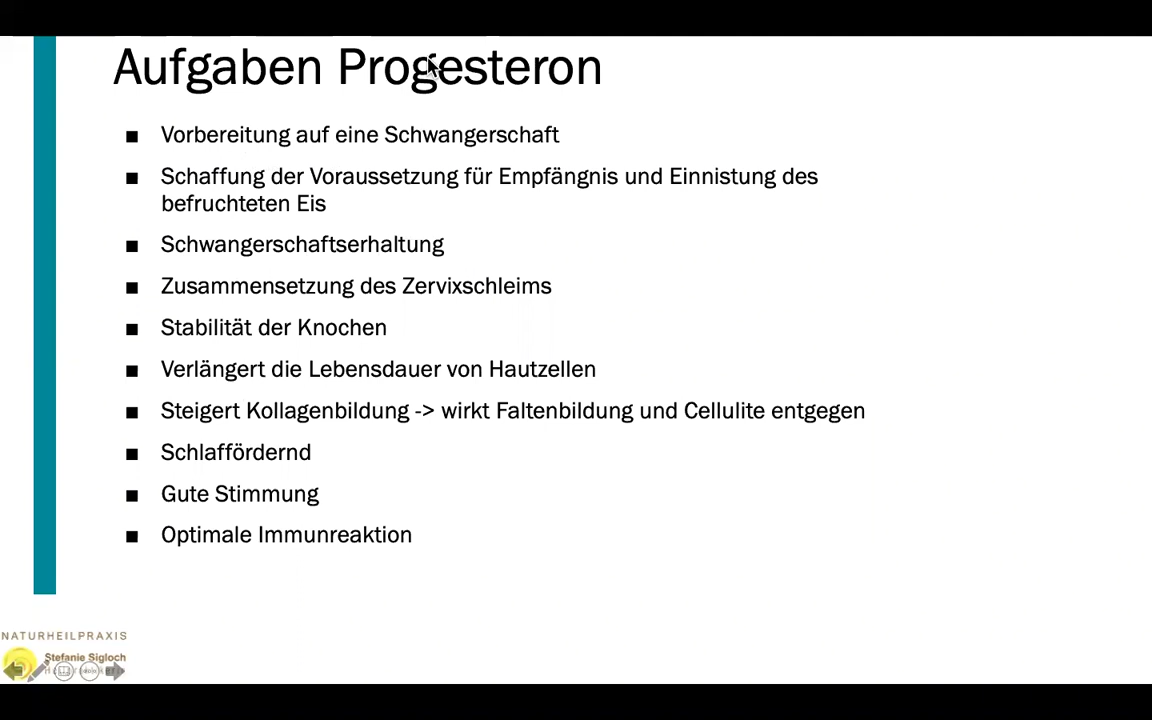 Aufgaben Progesteron
■ Vorbereitung auf eine Schwangerschaft
■ Schaffung der Voraussetzung für Empfängnis und Einnistung des
befruchteten Eis
■ Schwangerschaftserhaltung
■ Zusammensetzung des Zervixschleims
■ Stabilität der Knochen
■ Verlängert die Lebensdauer von Hautzellen
■ Steigert Kollagenbildung -> wirkt Faltenbildung und Cellulite entgegen
■ Schlaffördernd
■ Gute Stimmung
■ Optimale Immunreaktion
NATURHEILPRAXIS
Stefanie Sigloch